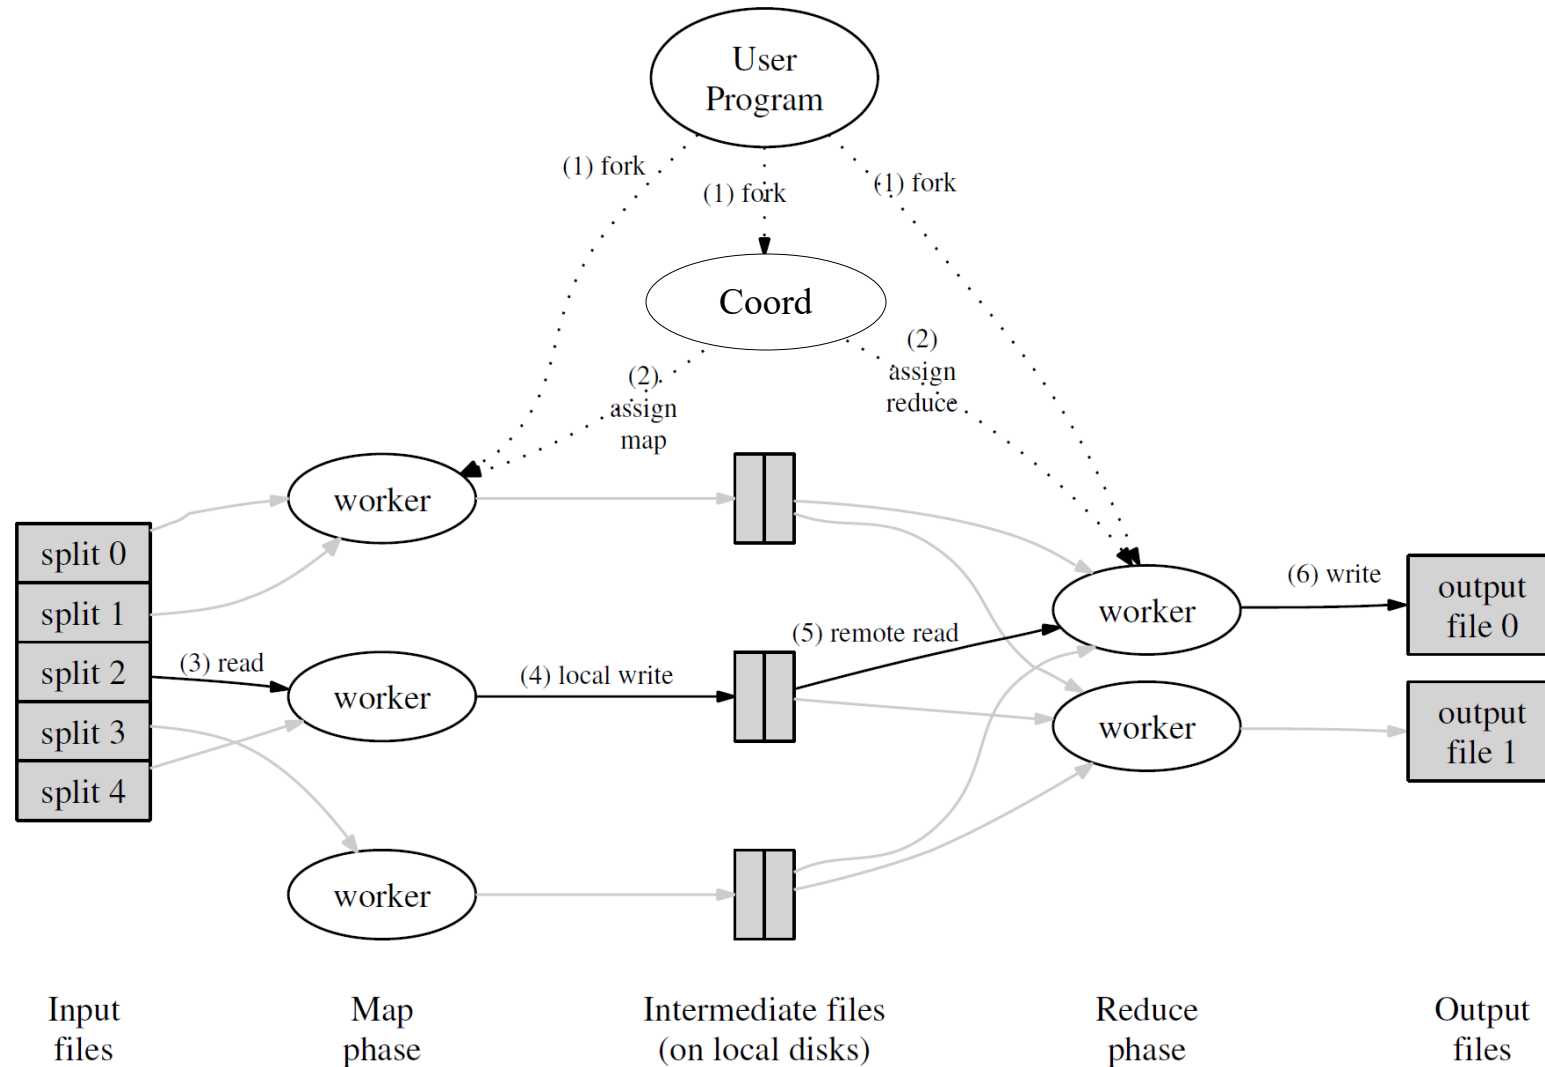 User
Program
(1) fork
(1) fork
(1) fork
Coord
(2)
assign
map
(2)
assign
reduce
split 0
split 1
split 2
split 3
split 4
(3) read
worker
worker
worker
(4) local write
(5) remote read
worker
worker
(6) write
output
file 0
output
file 1
Input
files
Map
phase
Intermediate files
(on local disks)
Reduce
phase
Output
files